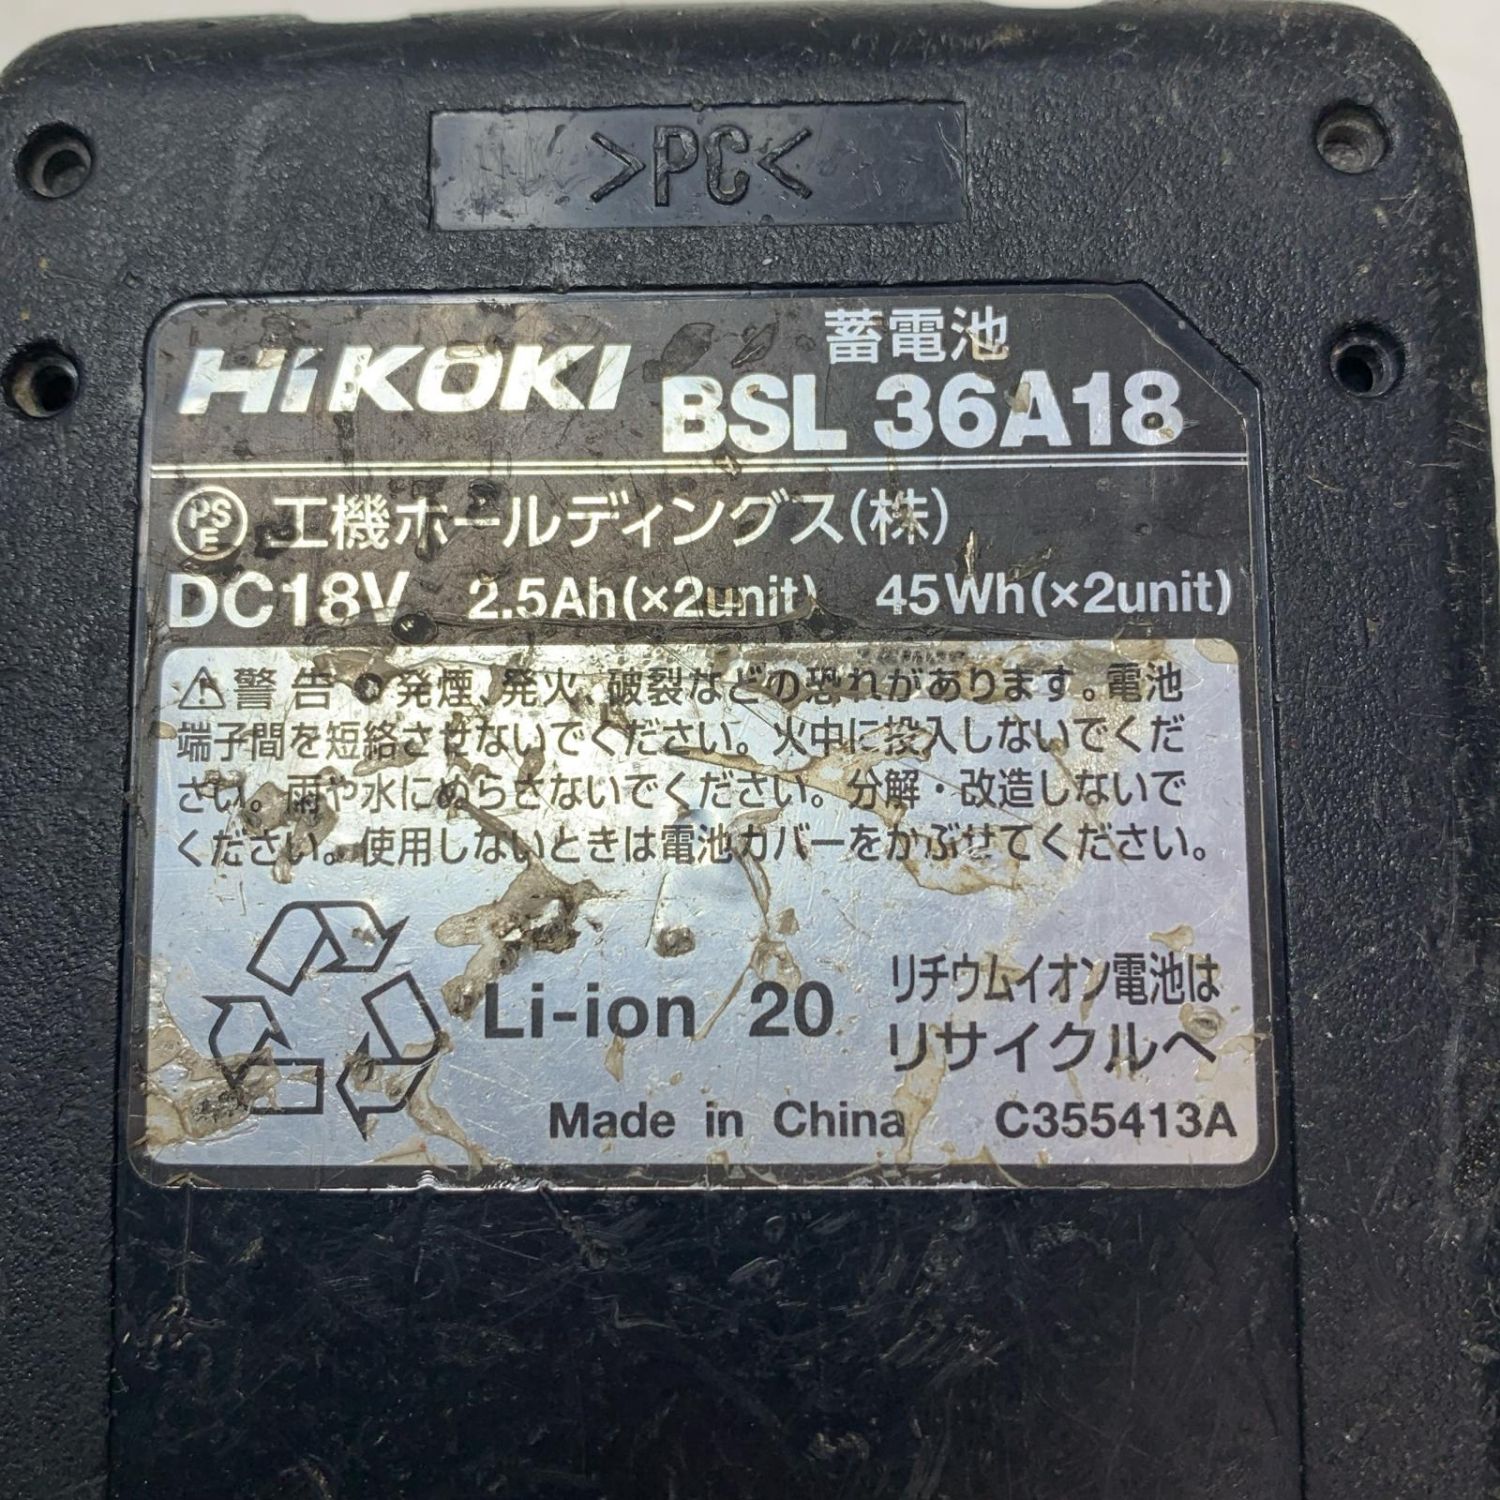 >PC<
HiKOKI
蓄電池
BSL 36A18
PS
E
工機ホールディングス(株)
DC18V 2.5Ah(×2unit) 45Wh(×2unit)
⚠警告 ●発煙、発火、破裂などの恐れがあります。電池
端子間を短絡させないでください。火中に投入しないでくだ
さい。雨や水にぬらさないでください。分解・改造しないで
ください。使用しないときは電池カバーをかぶせてください。
Li-ion 20
リチウムイオン電池は
リサイクルへ
Made in China C355413A